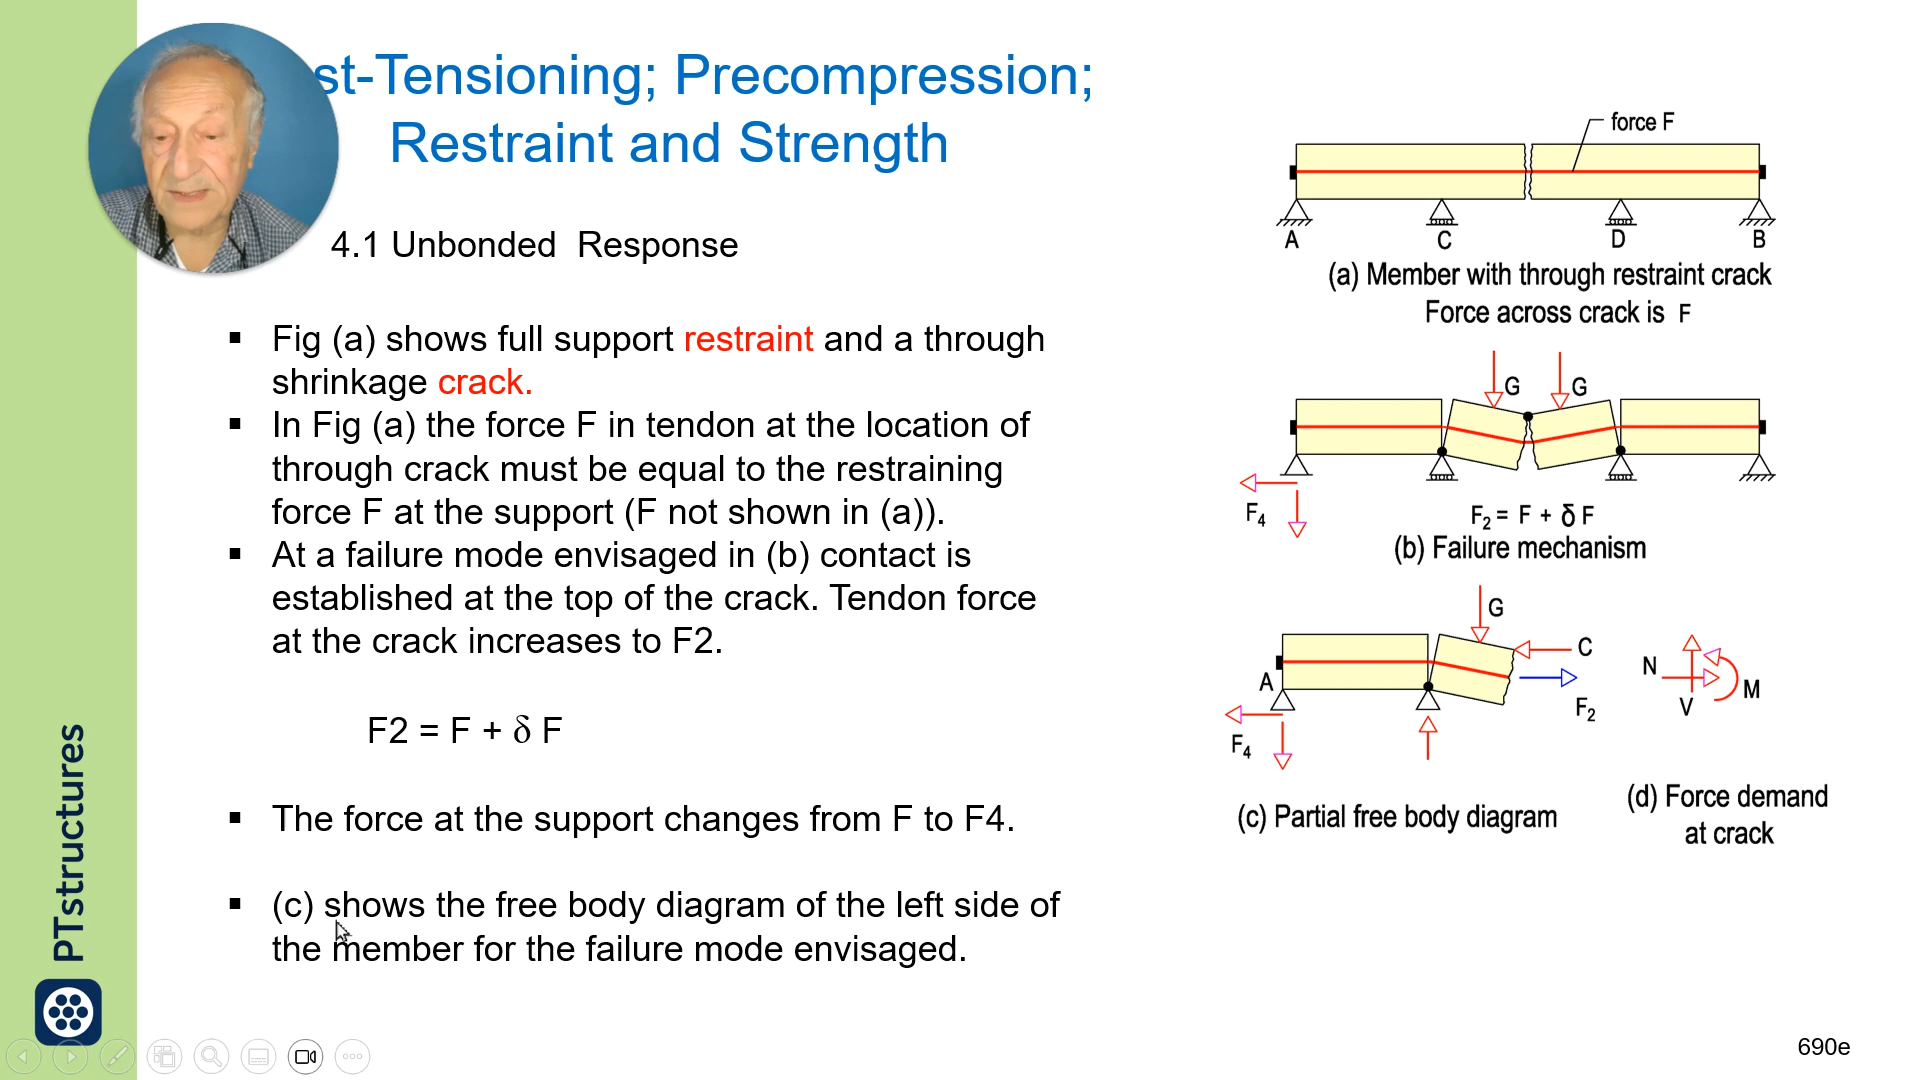 st-Tensioning; Precompression;
Restraint and Strength
4.1 Unbonded Response
▪ Fig (a) shows full support restraint and a through
shrinkage crack.
▪ In Fig (a) the force F in tendon at the location of
through crack must be equal to the restraining
force F at the support (F not shown in (a)).
▪ At a failure mode envisaged in (b) contact is
established at the top of the crack. Tendon force
at the crack increases to F2.
F2 = F + δ F
▪ The force at the support changes from F to F4.
▪ (c) shows the free body diagram of the left side of
the member for the failure mode envisaged.
force F
A C D B
(a) Member with through restraint crack
Force across crack is F
G G
F4
F2 = F + δ F
(b) Failure mechanism
G
C
A
F2
F4
(c) Partial free body diagram
N
V
M
(d) Force demand
at crack
PTstructures
690e